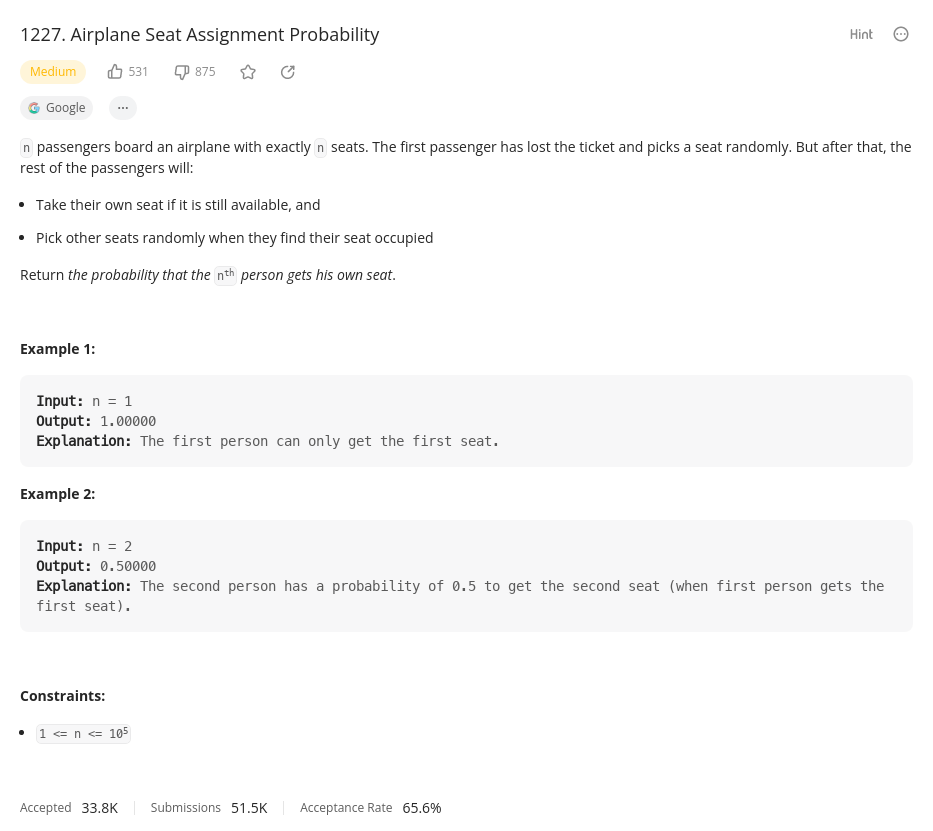 1227. Airplane Seat Assignment Probability
Hint
Medium 531 875
Google ...
n passengers board an airplane with exactly n seats. The first passenger has lost the ticket and picks a seat randomly. But after that, the
rest of the passengers will:
• Take their own seat if it is still available, and
• Pick other seats randomly when they find their seat occupied
Return the probability that the nth person gets his own seat.
Example 1:
Input: n = 1
Output: 1.00000
Explanation: The first person can only get the first seat.
Example 2:
Input: n = 2
Output: 0.50000
Explanation: The second person has a probability of 0.5 to get the second seat (when first person gets the
first seat).
Constraints:
• 1 <= n <= 10⁵
Accepted 33.8K Submissions 51.5K Acceptance Rate 65.6%